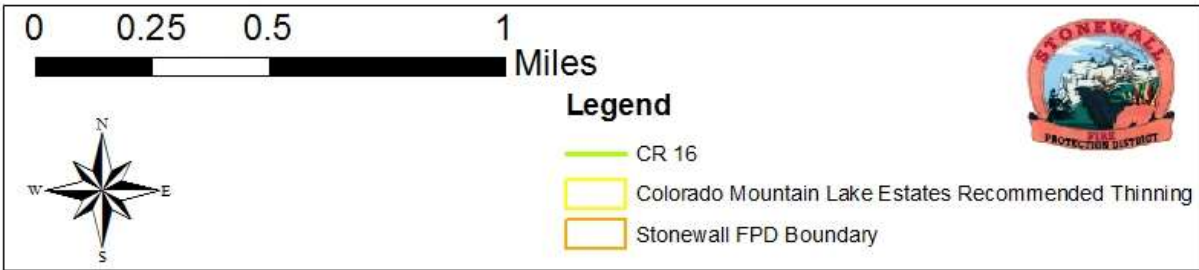 0 0.25 0.5 1
Miles
Legend
N
W E
S
CR 16
Colorado Mountain Lake Estates Recommended Thinning
Stonewall FPD Boundary
STONEWALL
FIRE
PROTECTION DISTRICT